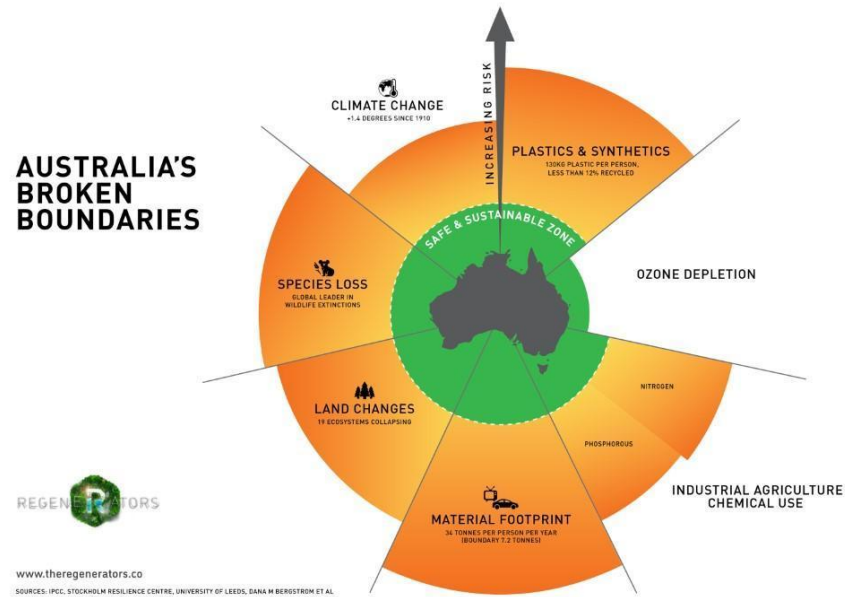 AUSTRALIA'S
BROKEN
BOUNDARIES
CLIMATE CHANGE
+1.4 DEGREES SINCE 1910
INCREASING RISK
PLASTICS & SYNTHETICS
130KG PLASTIC PER PERSON,
LESS THAN 12% RECYCLED
SAFE & SUSTAINABLE ZONE
OZONE DEPLETION
SPECIES LOSS
GLOBAL LEADER IN
WILDLIFE EXTINCTIONS
NITROGEN
LAND CHANGES
19 ECOSYSTEMS COLLAPSING
PHOSPHOROUS
INDUSTRIAL AGRICULTURE
CHEMICAL USE
MATERIAL FOOTPRINT
34 TONNES PER PERSON PER YEAR
(BOUNDARY 7.2 TONNES)
REGENERATORS
www.theregenerators.co
SOURCES: IPCC, STOCKHOLM RESILIENCE CENTRE, UNIVERSITY OF LEEDS, DANA M BERGSTROM ET AL